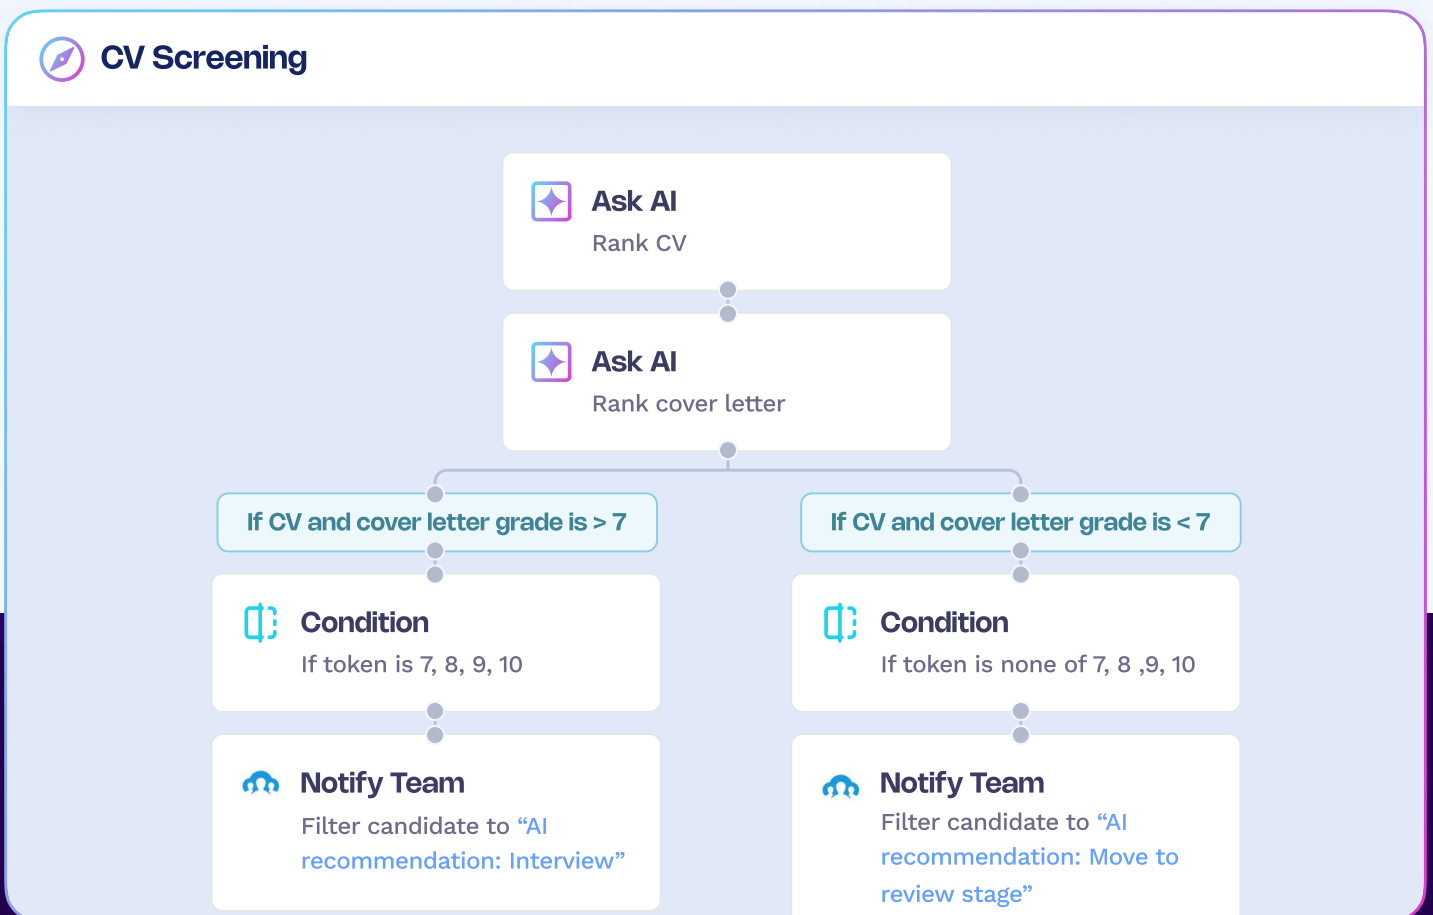 CV Screening
Ask AI
Rank CV
Ask AI
Rank cover letter
If CV and cover letter grade is > 7
If CV and cover letter grade is < 7
Condition
If token is 7, 8, 9, 10
Condition
If token is none of 7, 8 ,9, 10
Notify Team
Filter candidate to “AI
recommendation: Interview”
Notify Team
Filter candidate to “AI
recommendation: Move to
review stage”